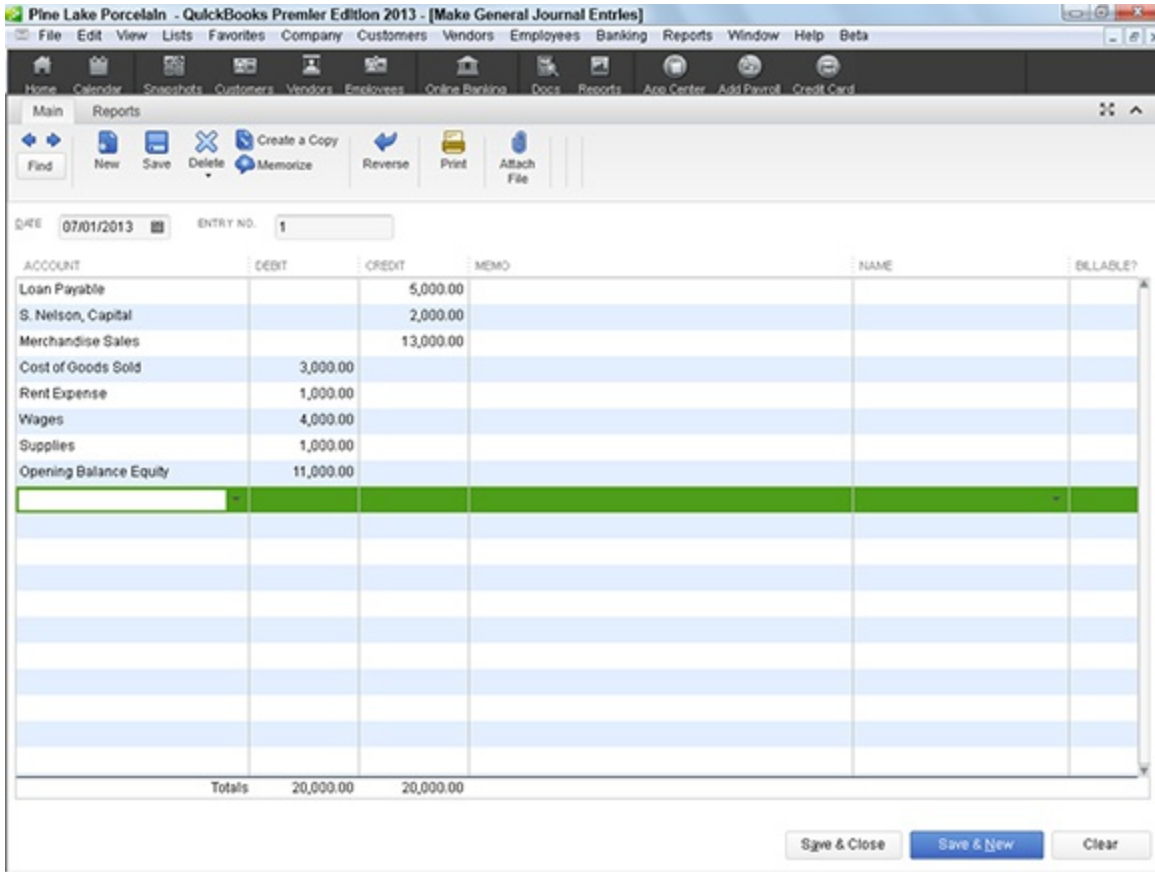 Pine Lake Porcelain - QuickBooks Premier Edition 2013 - [Make General Journal Entries]
File Edit View Lists Favorites Company Customers Vendors Employees Banking Reports Window Help Beta
Home Calendar Snapshots Customers Vendors Employees Online Banking Docs Reports App Center Add Payroll Credit Card
Main Reports
Find New Save Delete Create a Copy Memorize Reverse Print Attach File
DATE 07/01/2013 ENTRY NO. 1
ACCOUNT DEBIT CREDIT MEMO NAME BILLABLE?
Loan Payable 5,000.00
S. Nelson, Capital 2,000.00
Merchandise Sales 13,000.00
Cost of Goods Sold 3,000.00
Rent Expense 1,000.00
Wages 4,000.00
Supplies 1,000.00
Opening Balance Equity 11,000.00
Totals 20,000.00 20,000.00
Save & Close Save & New Clear